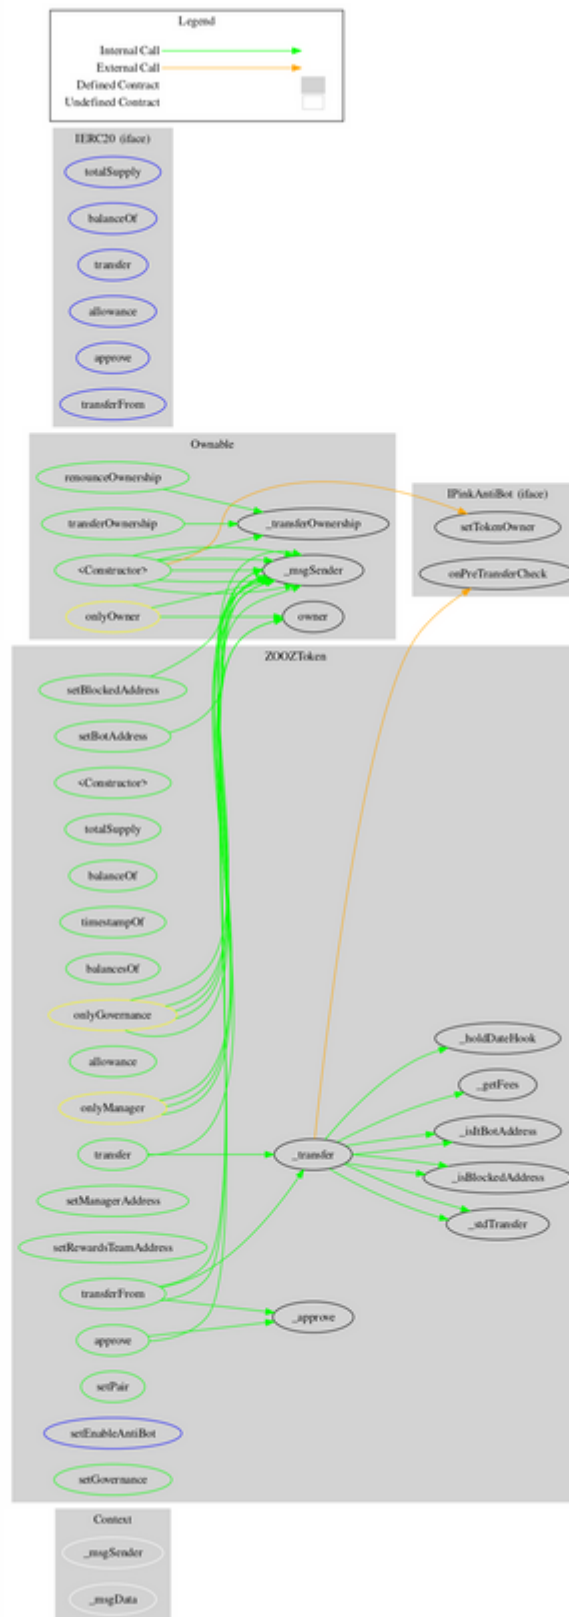 Legend
Internal Call
External Call
Defined Contract
Undefined Contract
IERC20 (iface)
totalSupply
balanceOf
transfer
allowance
approve
transferFrom
Ownable
renounceOwnership
transferOwnership
_transferOwnership
<Constructor>
_msgSender
onlyOwner
owner
IPinkAntiBot (iface)
setTokenOwner
onPreTransferCheck
ZOOZToken
setBlockedAddress
setBotAddress
<Constructor>
totalSupply
balanceOf
timestampOf
balancesOf
onlyGovernance
allowance
onlyManager
transfer
setManagerAddress
setRewardsTeamAddress
transferFrom
approve
setPair
setEnableAntiBot
setGovernance
_transfer
_approve
_holdDateHook
_getFees
_isItBotAddress
_isBlockedAddress
_stdTransfer
Context
_msgSender
_msgData